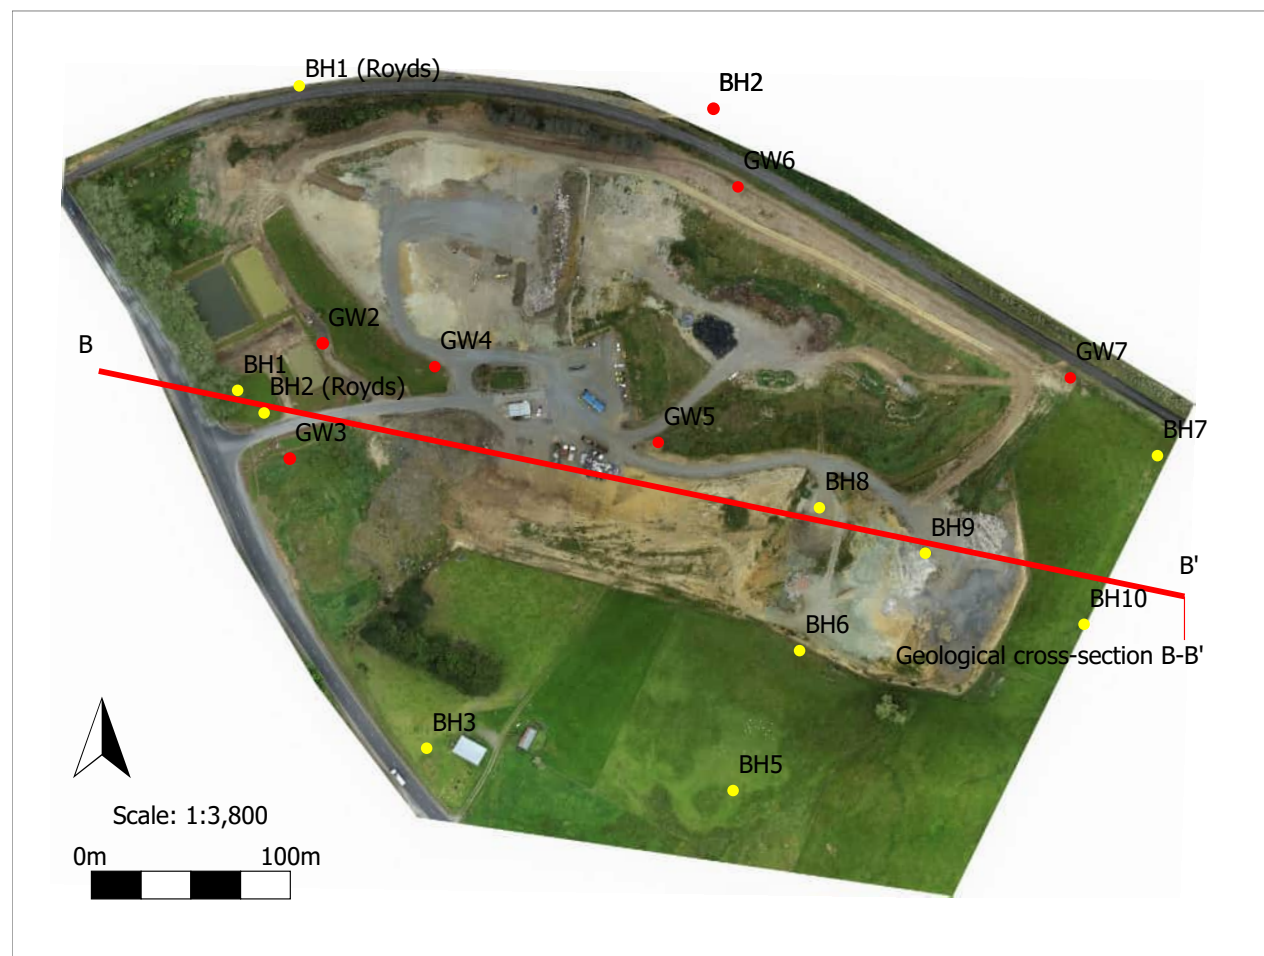 BH1 (Royds)
BH2
GW6
GW2
GW4
GW7
B
BH1
BH2 (Royds)
GW5
BH7
GW3
BH8
BH9
B'
BH10
BH6
Geological cross-section B-B'
BH3
BH5
Scale: 1:3,800
0m 100m